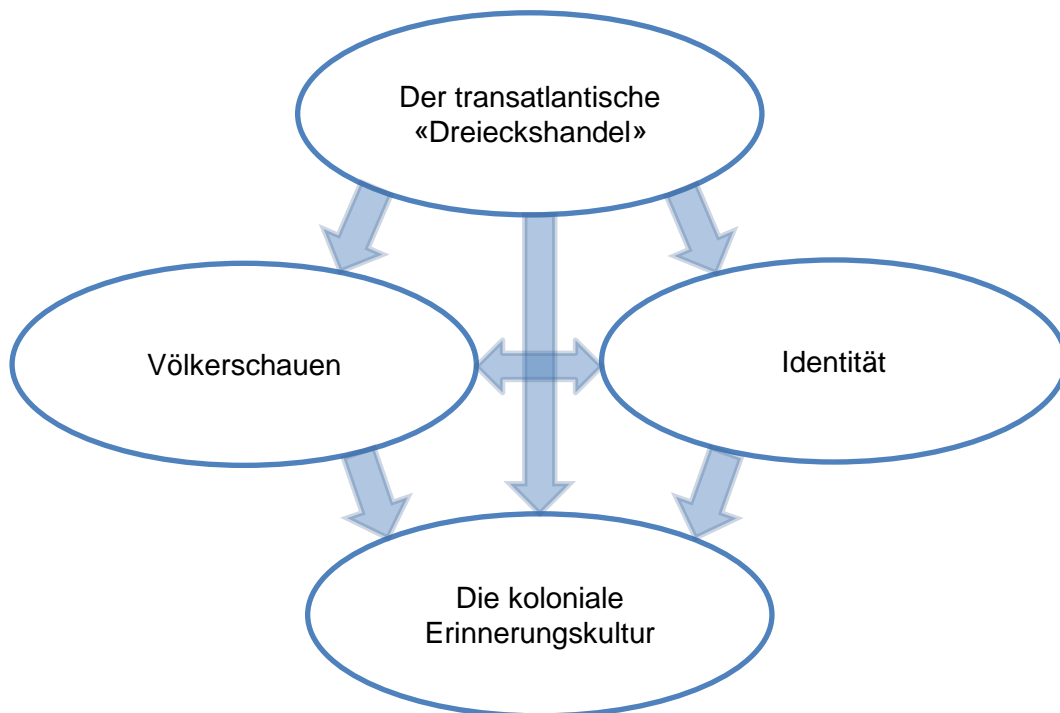 Der transatlantische
«Dreieckshandel»
Völkerschauen
Identität
Die koloniale
Erinnerungskultur